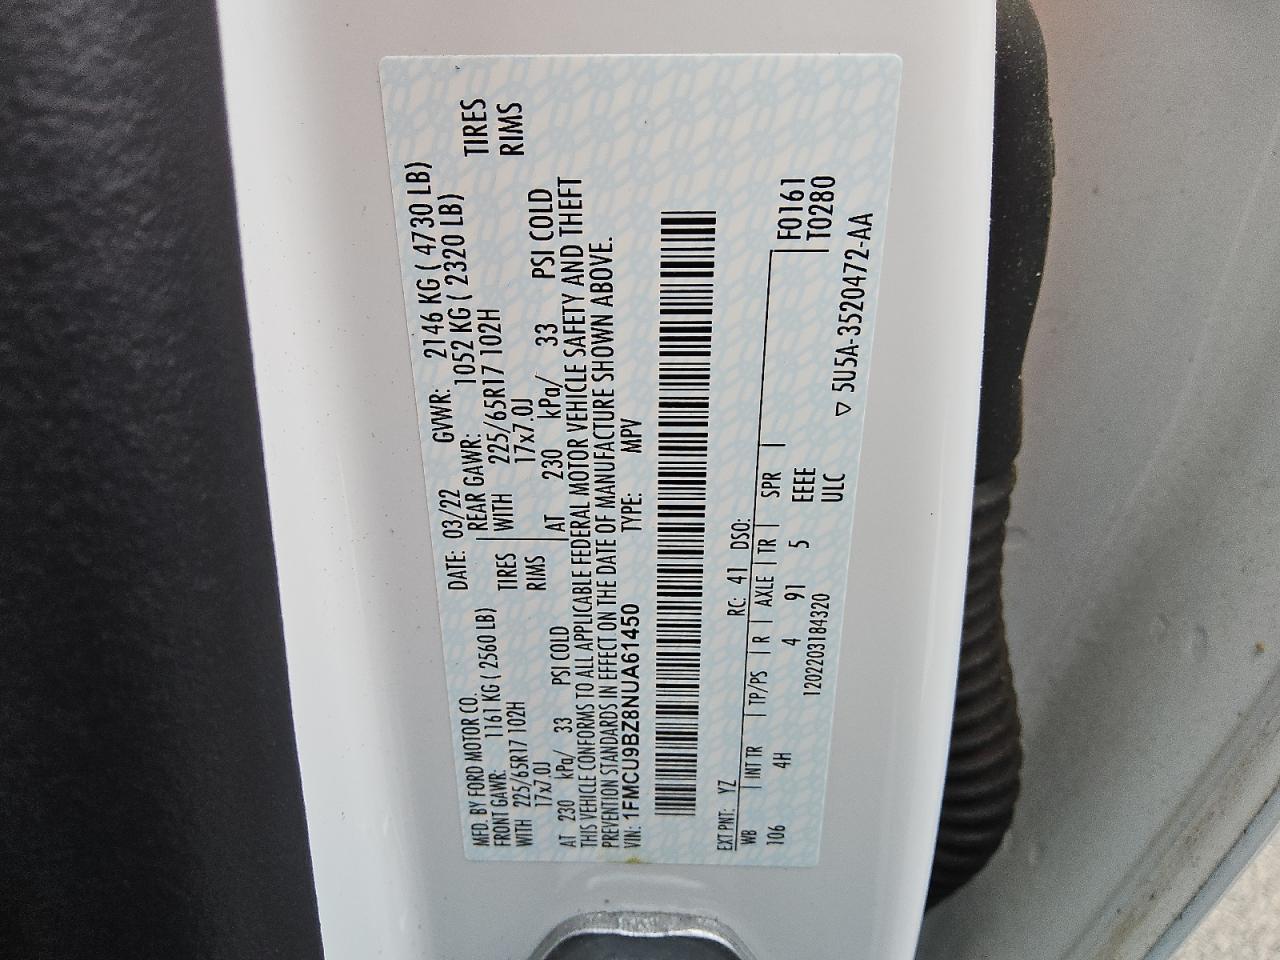 MFD. BY FORD MOTOR CO.
DATE: 03/22 GVWR: 2146 KG ( 4730 LB)
FRONT GAWR: 1161 KG ( 2560 LB) REAR GAWR: 1052 KG ( 2320 LB)
WITH 225/65R17 102H TIRES WITH 225/65R17 102H TIRES
17x7.0J RIMS 17x7.0J RIMS
AT 230 kPa/ 33 PSI COLD AT 230 kPa/ 33 PSI COLD
THIS VEHICLE CONFORMS TO ALL APPLICABLE FEDERAL MOTOR VEHICLE SAFETY AND THEFT
PREVENTION STANDARDS IN EFFECT ON THE DATE OF MANUFACTURE SHOWN ABOVE.
VIN: 1FMCU9BZ8NUA61450 TYPE: MPV
EXT PNT: YZ RC: 41 DSO:
WB INT TR TP/PS R AXLE TR SPR F0161
106 4H 4 91 5 EEEE T0280
1202203184320 ULC
▽ 5U5A-3520472-AA